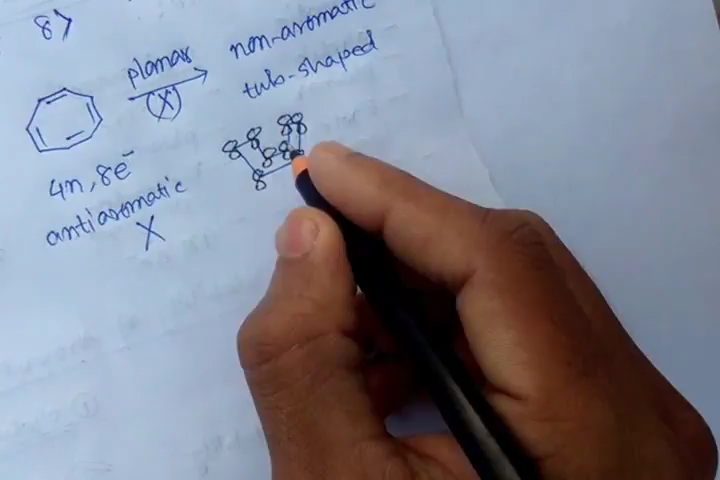 8>
planar
(X)
non-aromatic
tub-shaped
4n, 8e⁻
antiaromatic
X